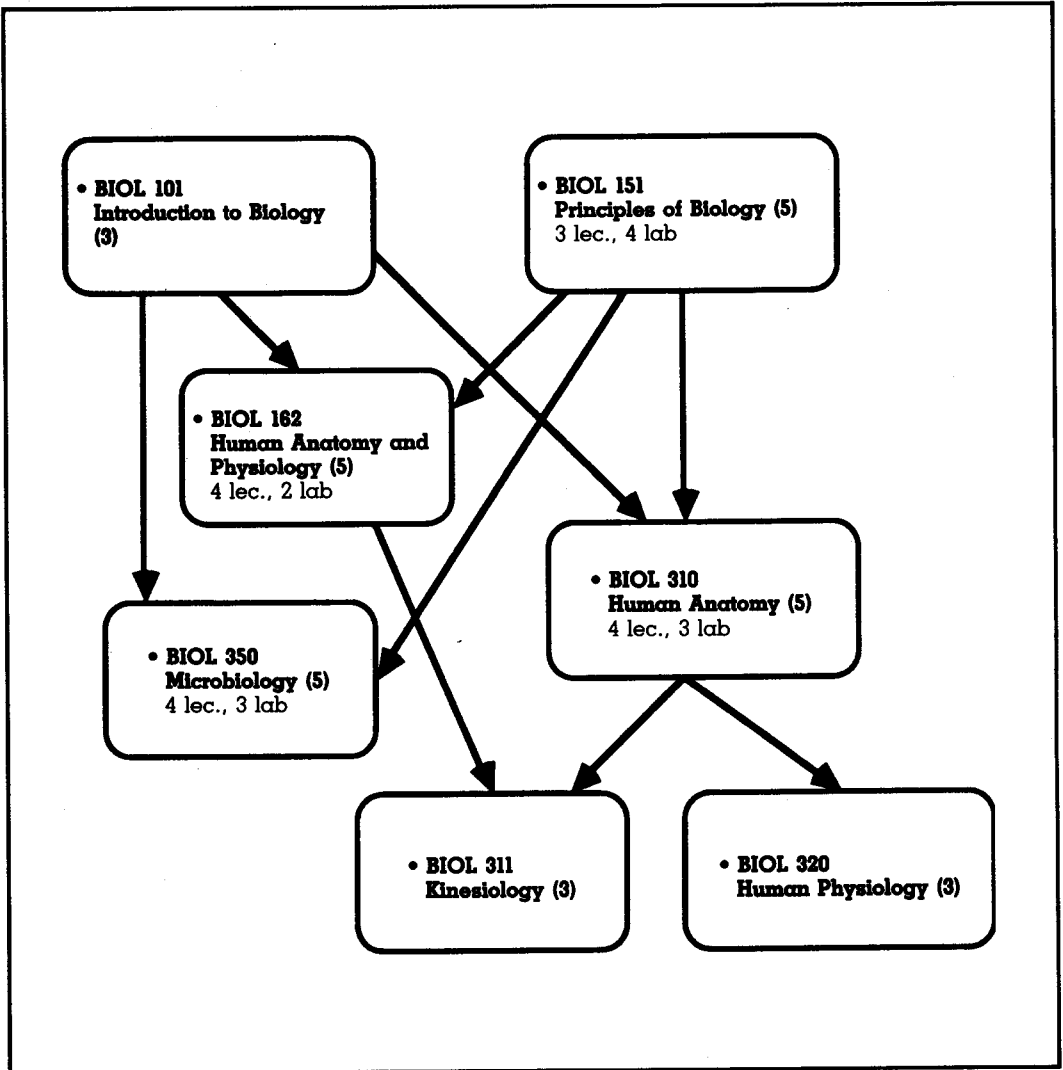 • BIOL 101
Introduction to Biology
(3)
• BIOL 151
Principles of Biology (5)
3 lec., 4 lab
• BIOL 162
Human Anatomy and
Physiology (5)
4 lec., 2 lab
• BIOL 310
Human Anatomy (5)
4 lec., 3 lab
• BIOL 350
Microbiology (5)
4 lec., 3 lab
• BIOL 311
Kinesiology (3)
• BIOL 320
Human Physiology (3)